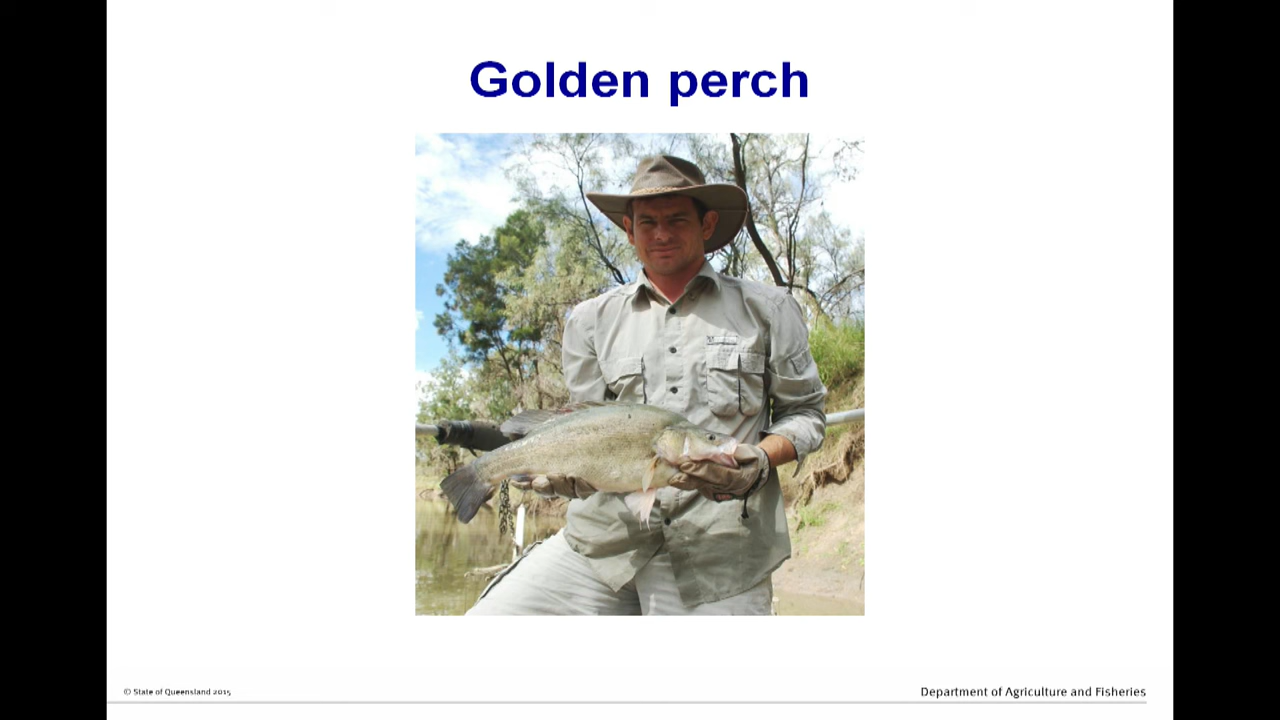 Golden perch
© State of Queensland 2015
Department of Agriculture and Fisheries